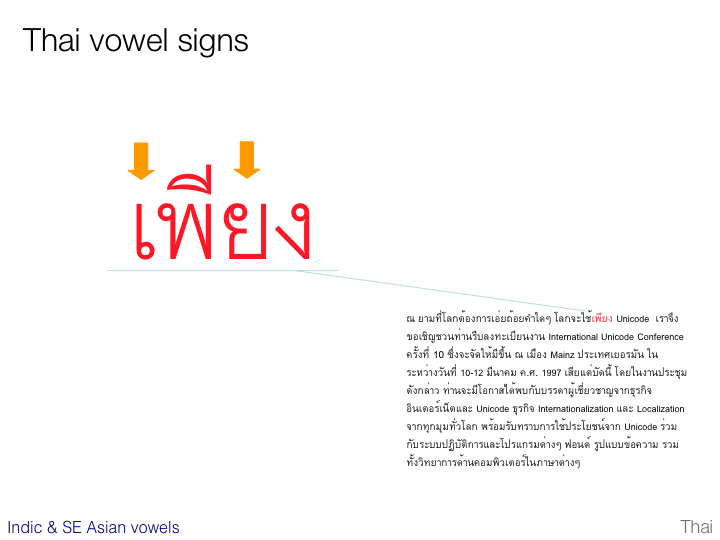 Thai vowel signs
เพียง
ณ ยามที่โลกต้องการเอ่ยถ้อยคำใดๆ โลกจะใช้เพียง Unicode เราจึง
ขอเชิญชวนท่านรีบลงทะเบียนงาน International Unicode Conference
ครั้งที่ 10 ซึ่งจะจัดให้มีขึ้น ณ เมือง Mainz ประเทศเยอรมัน ใน
ระหว่างวันที่ 10-12 มีนาคม ค.ศ. 1997 เสียแต่บัดนี้ โดยในงานประชุม
ดังกล่าว ท่านจะมีโอกาสได้พบกับบรรดาผู้เชี่ยวชาญจากธุรกิจ
อินเตอร์เน็ตและ Unicode ธุรกิจ Internationalization และ Localization
จากทุกมุมทั่วโลก พร้อมรับทราบการใช้ประโยชน์จาก Unicode ร่วม
กับระบบปฏิบัติการและโปรแกรมต่างๆ ฟอนต์ รูปแบบข้อความ รวม
ทั้งวิทยาการด้านคอมพิวเตอร์ในภาษาต่างๆ
Indic & SE Asian vowels
Thai